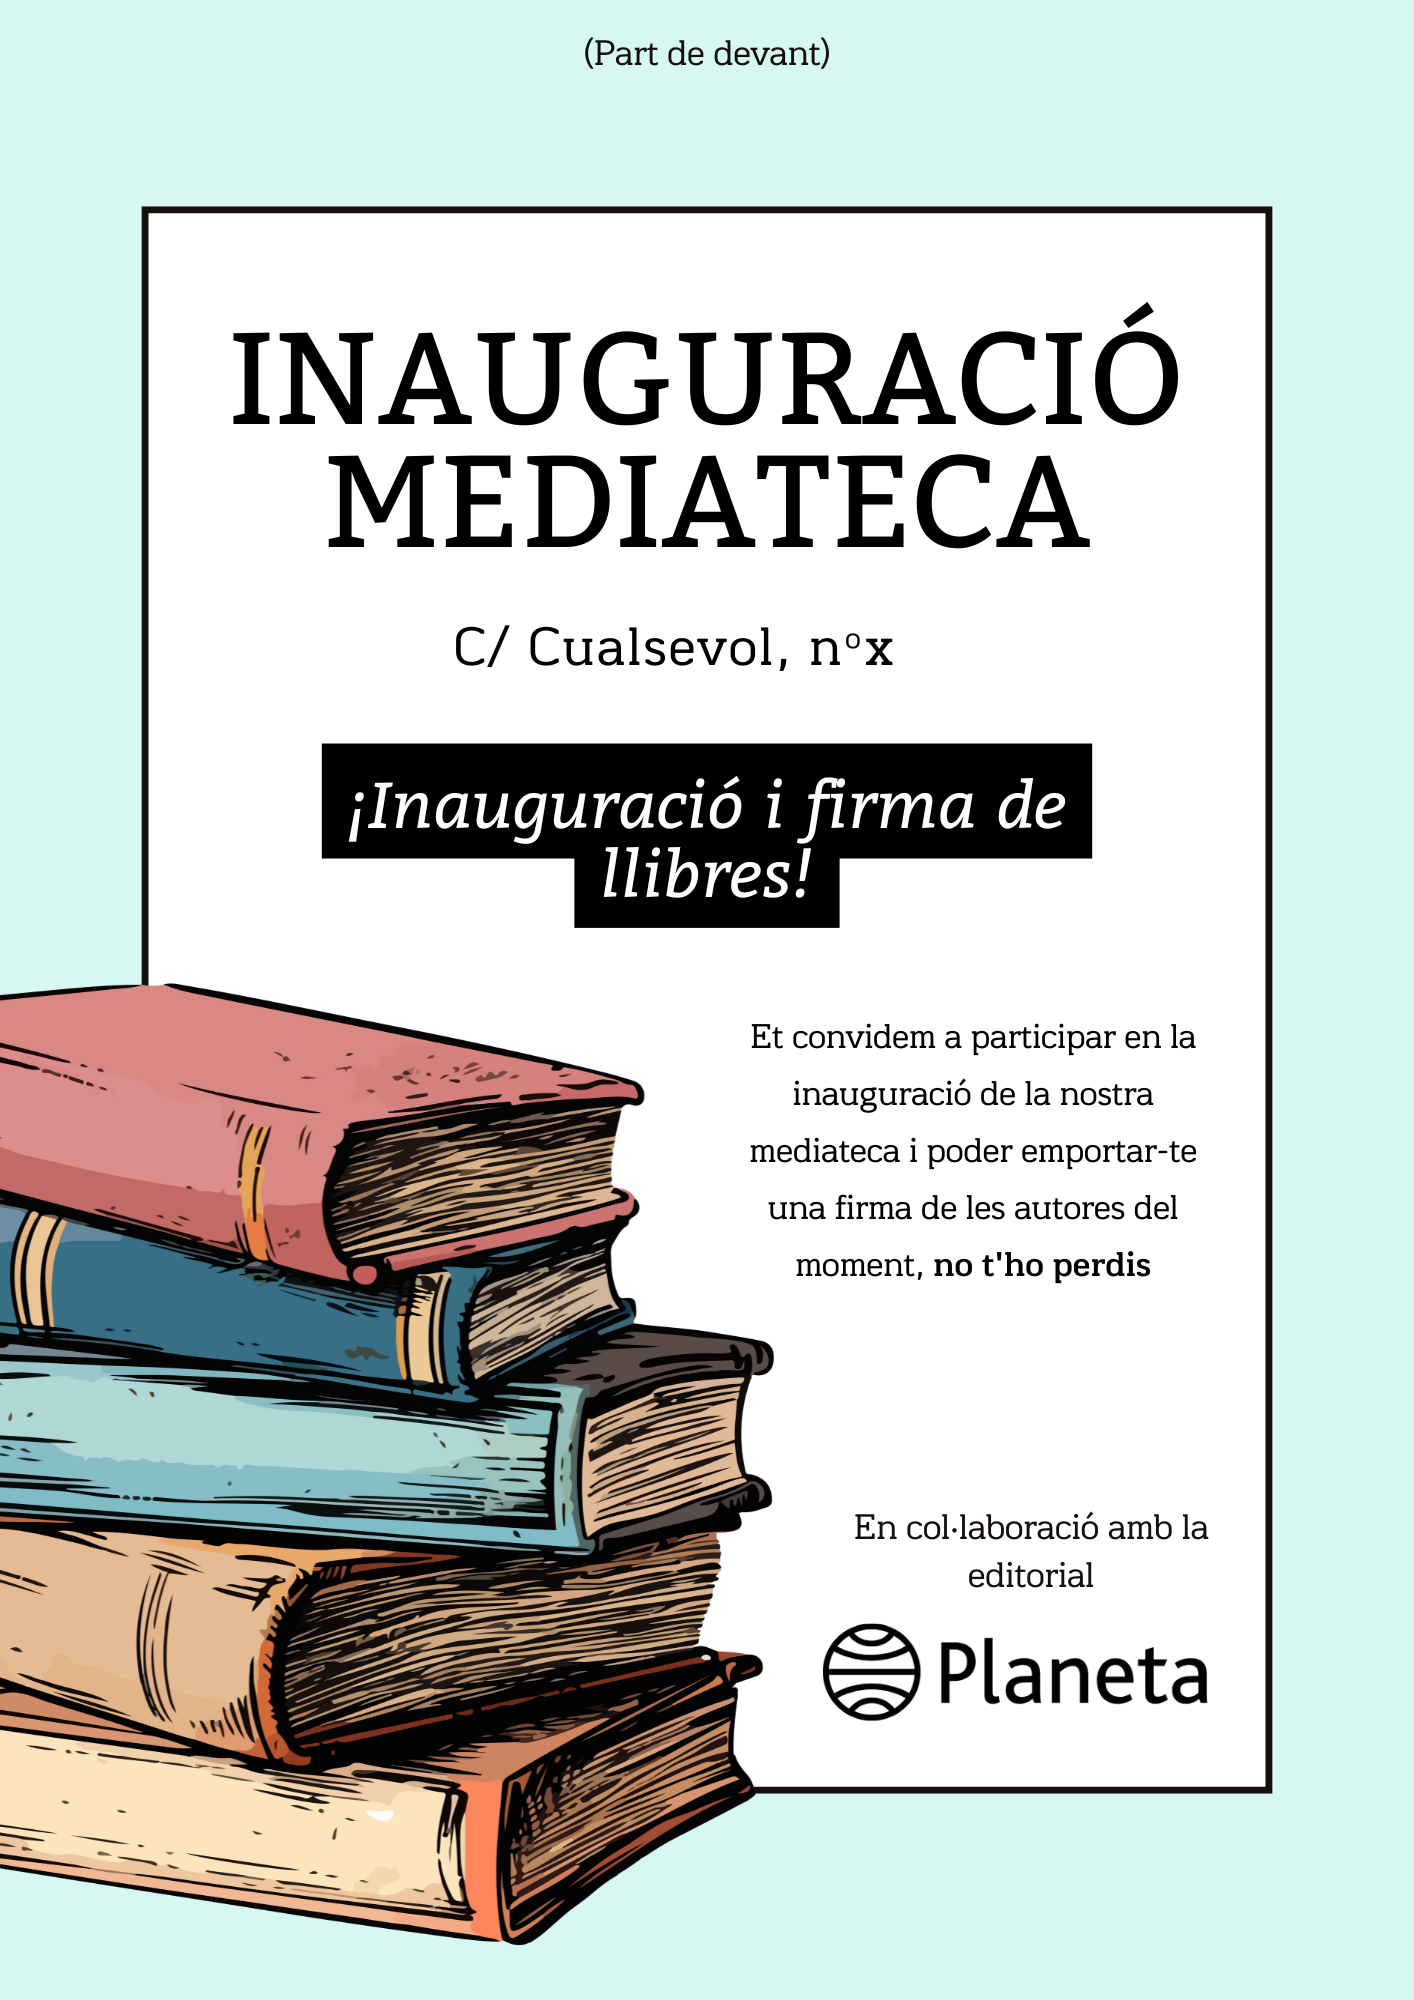 (Part de devant)
INAUGURACIÓ
MEDIATECA
C/ Cualsevol, nºx
¡Inauguració i firma de
llibres!
Et convidem a participar en la
inauguració de la nostra
mediateca i poder emportar-te
una firma de les autores del
moment, no t'ho perdis
En col·laboració amb la
editorial
Planeta